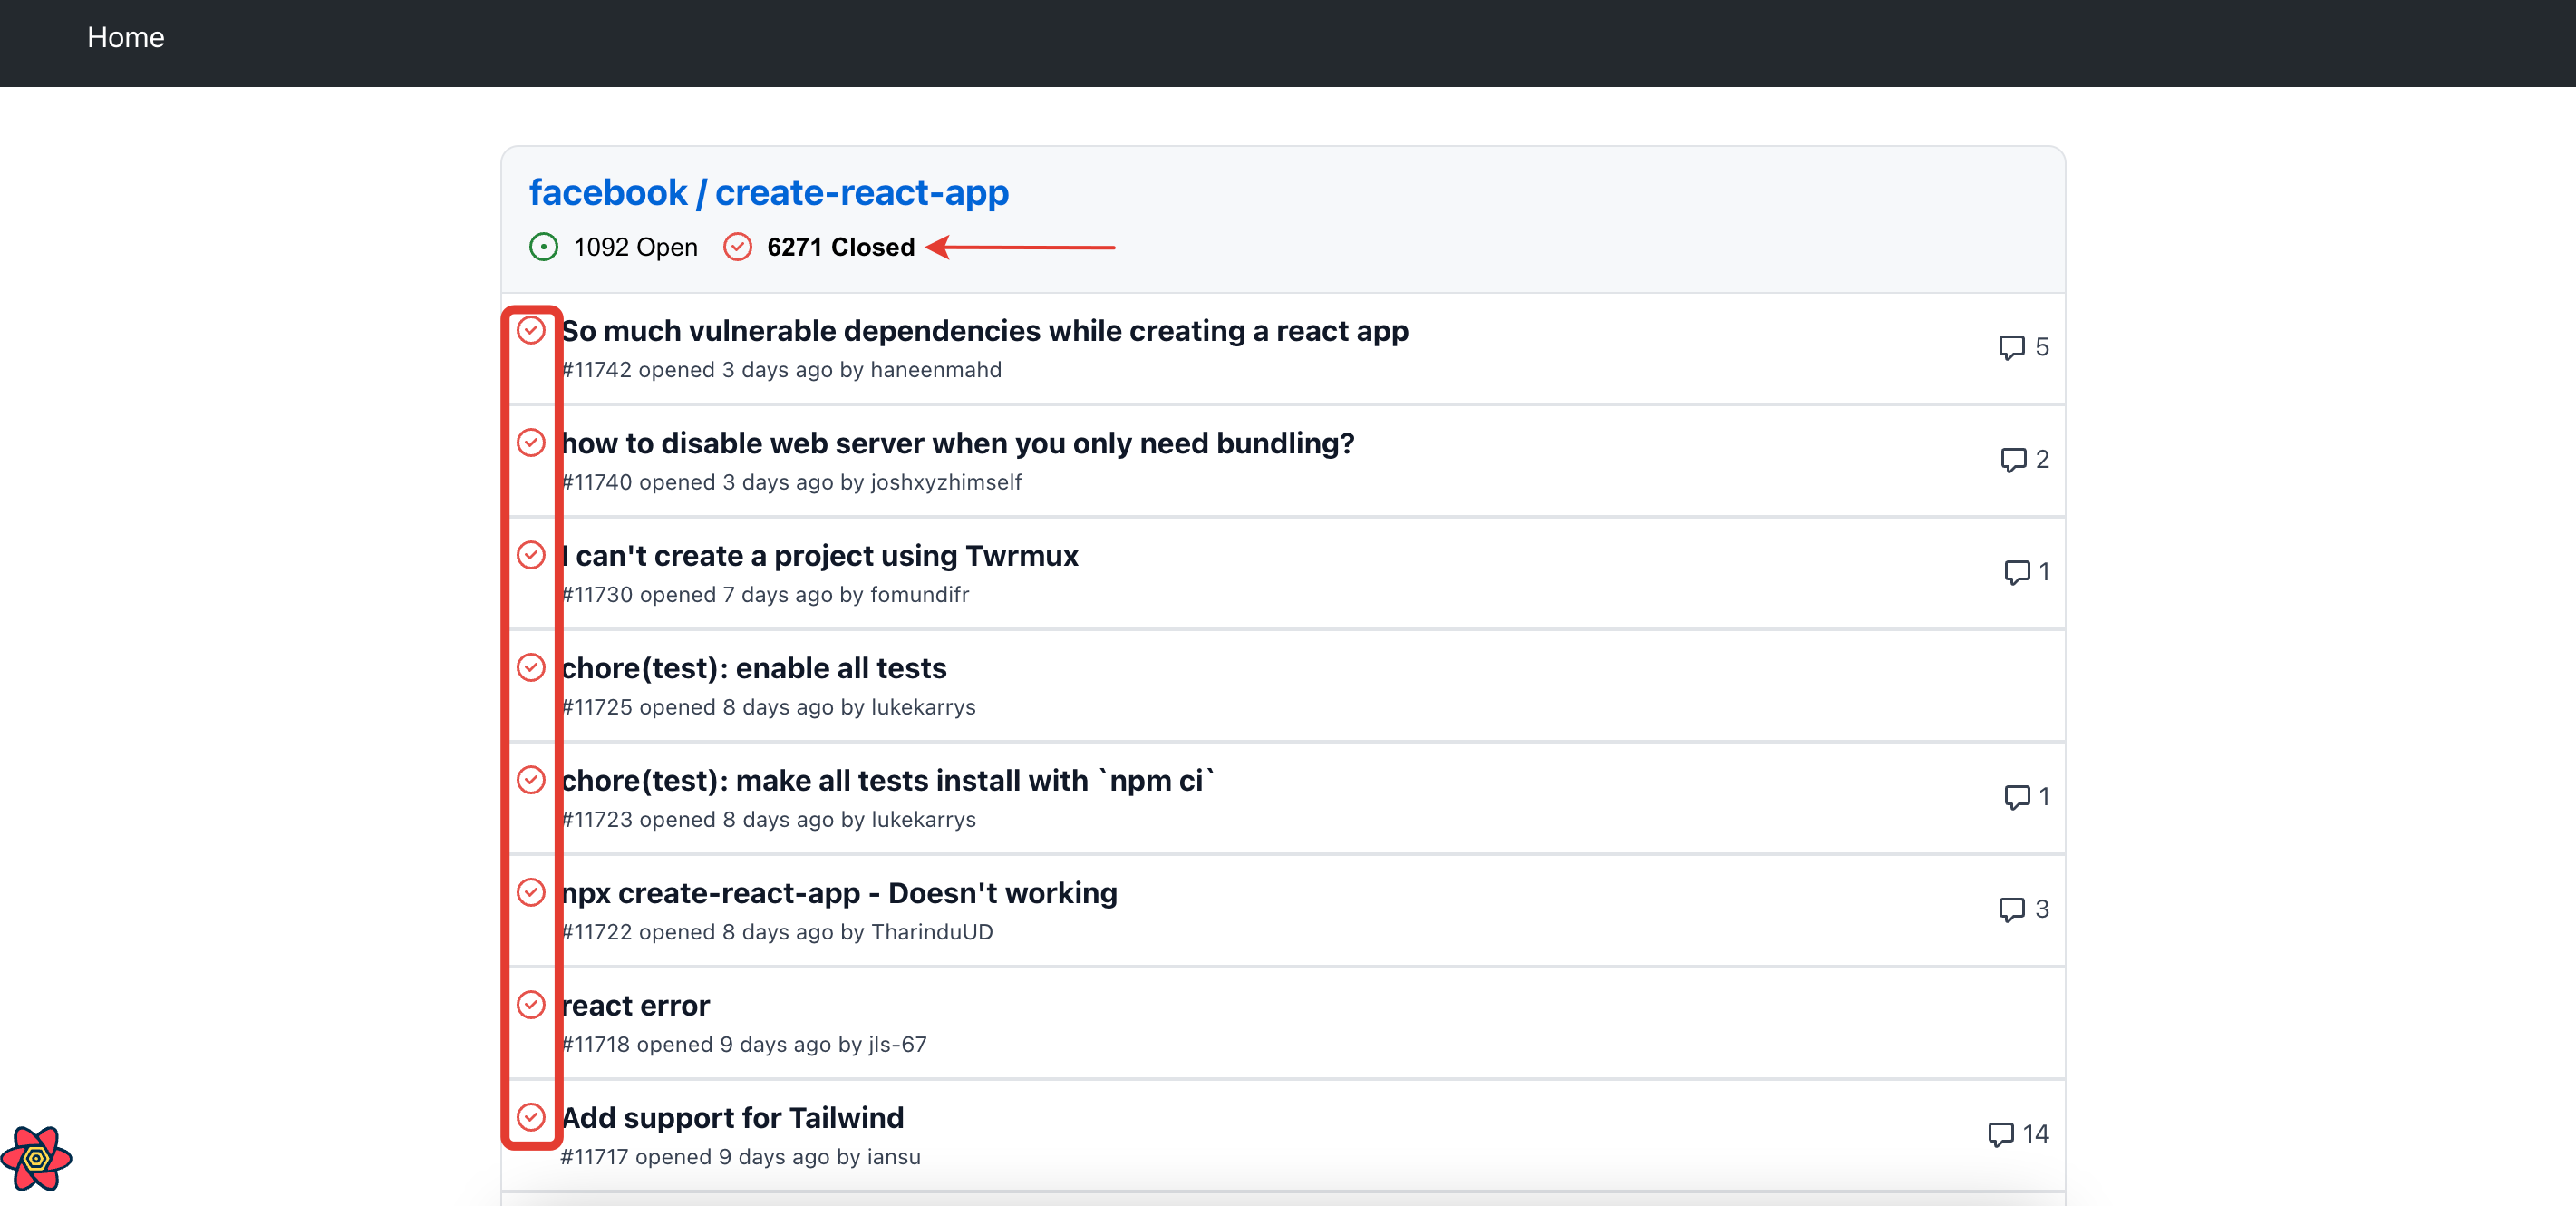 Home
facebook / create-react-app
1092 Open 6271 Closed
So much vulnerable dependencies while creating a react app
5
#11742 opened 3 days ago by haneenmahd
how to disable web server when you only need bundling?
2
#11740 opened 3 days ago by joshxyzhimself
I can't create a project using Twrmux
1
#11730 opened 7 days ago by fomundifr
chore(test): enable all tests
#11725 opened 8 days ago by lukekarrys
chore(test): make all tests install with `npm ci`
1
#11723 opened 8 days ago by lukekarrys
npx create-react-app - Doesn't working
3
#11722 opened 8 days ago by TharinduUD
react error
#11718 opened 9 days ago by jls-67
Add support for Tailwind
14
#11717 opened 9 days ago by iansu